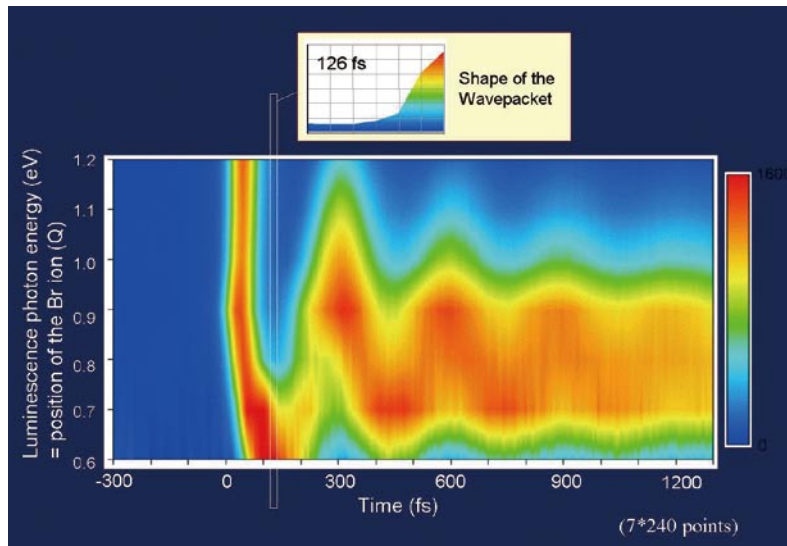 126 fs
Shape of the
Wavepacket
Luminescence photon energy (eV)
= position of the Br ion (Q)
1.2
1.1
1.0
0.9
0.8
0.7
0.6
-300
0
300
600
900
1200
Time (fs)
0
(7*240 points)